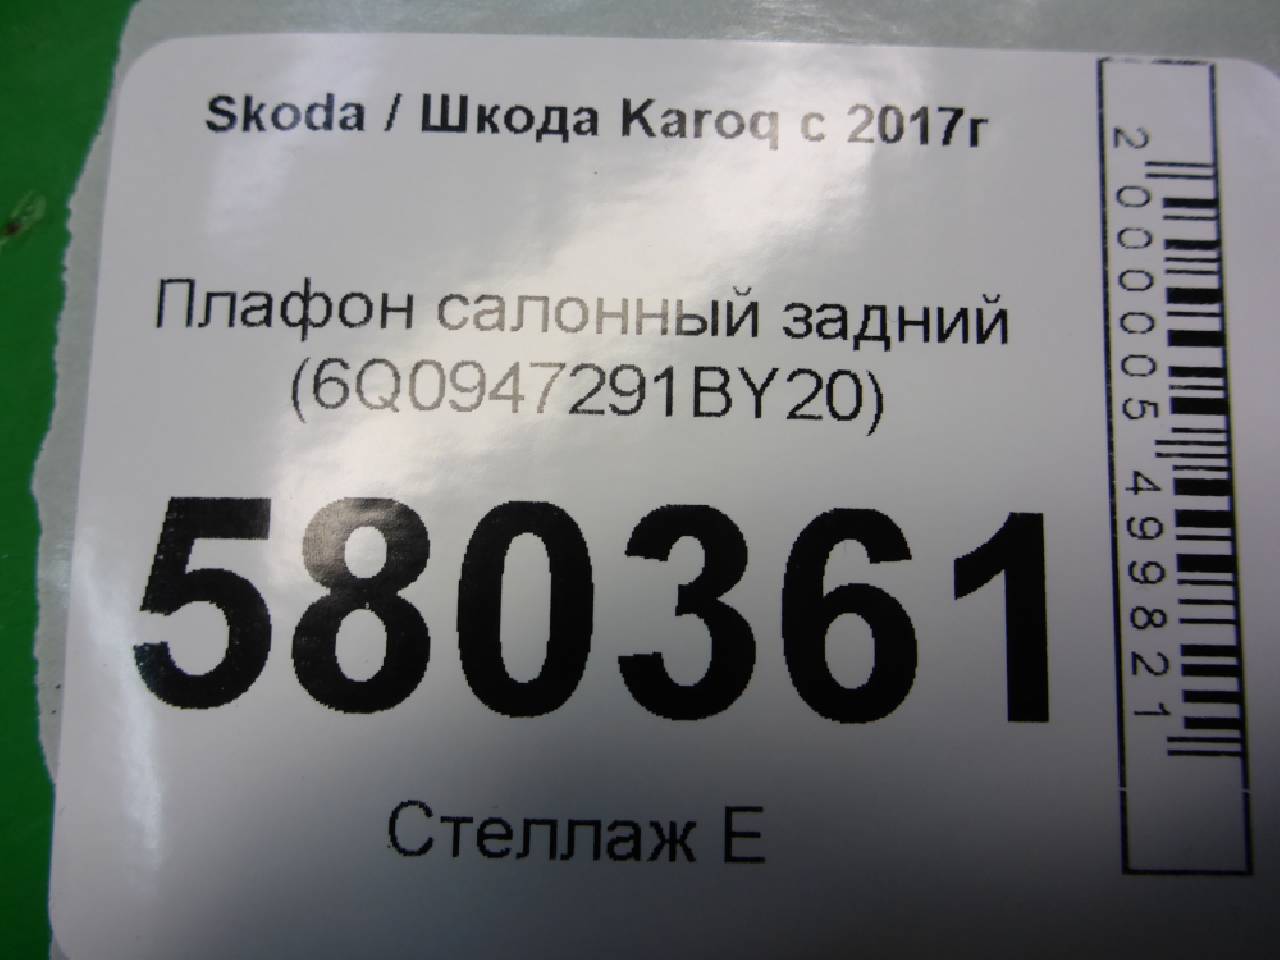 Skoda / Шкода Karoq с 2017г
Плафон салонный задний
(6Q0947291BY20)
580361
Стеллаж Е
2000005499821